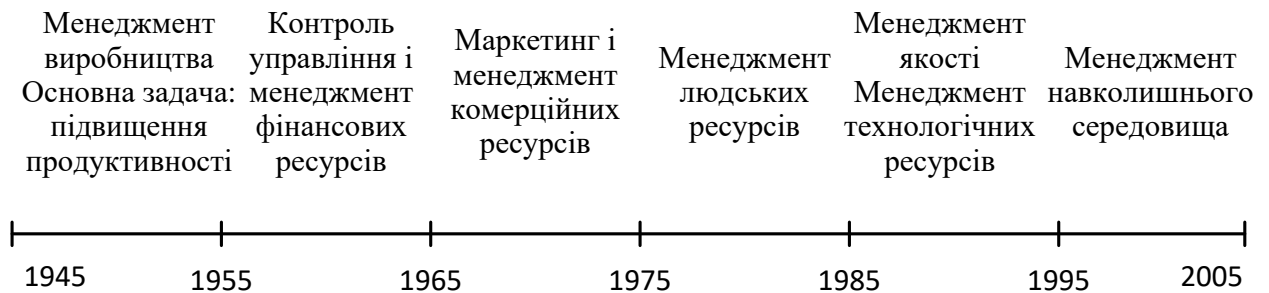 Менеджмент
виробництва
Основна задача:
підвищення
продуктивності
Контроль
управління і
менеджмент
фінансових
ресурсів
Маркетинг і
менеджмент
комерційних
ресурсів
Менеджмент
людських
ресурсів
Менеджмент
якості
Менеджмент
технологічних
ресурсів
Менеджмент
навколишнього
середовища
1945
1955
1965
1975
1985
1995
2005